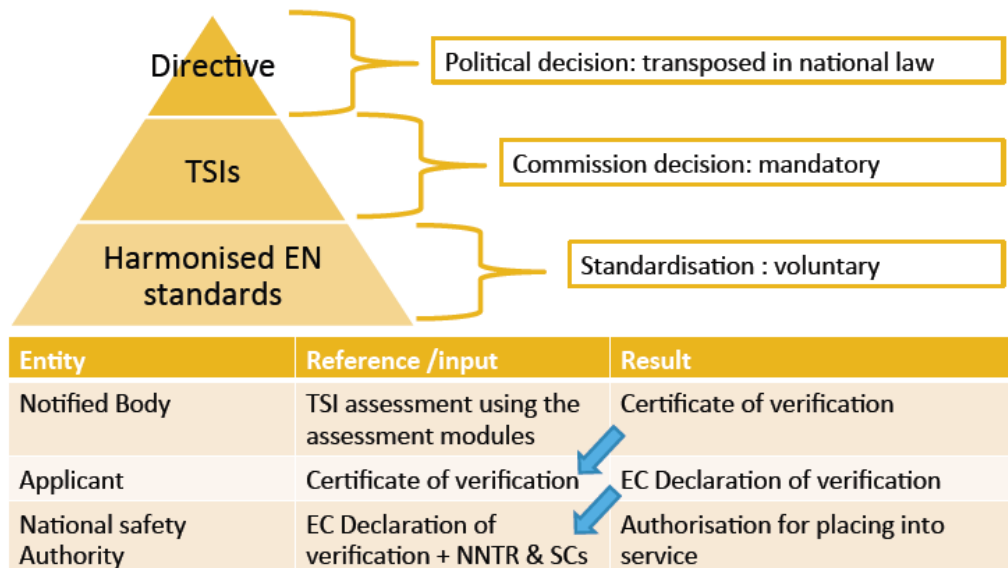 Directive
Political decision: transposed in national law
TSIs
Commission decision: mandatory
Harmonised EN
standards
Standardisation : voluntary
Entity Reference /input Result
Notified Body TSI assessment using the Certificate of verification
assessment modules
Applicant Certificate of verification EC Declaration of verification
National safety EC Declaration of Authorisation for placing into
Authority verification + NNTR & SCs service